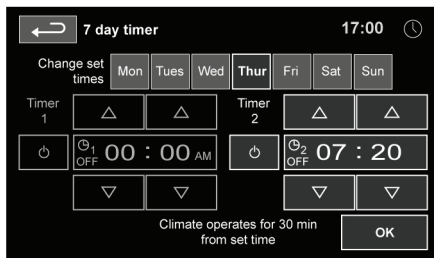 7 day timer 17:00
Change set times Mon Tues Wed Thur Fri Sat Sun
Timer 1 Timer 2
1 OFF 00 : 00 AM 2 OFF 07 : 20
Climate operates for 30 min
from set time
OK